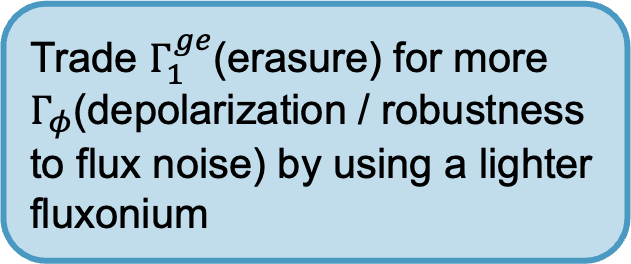 Trade Γ₁^{ge}(erasure) for more
Γ_ϕ(depolarization / robustness
to flux noise) by using a lighter
fluxonium